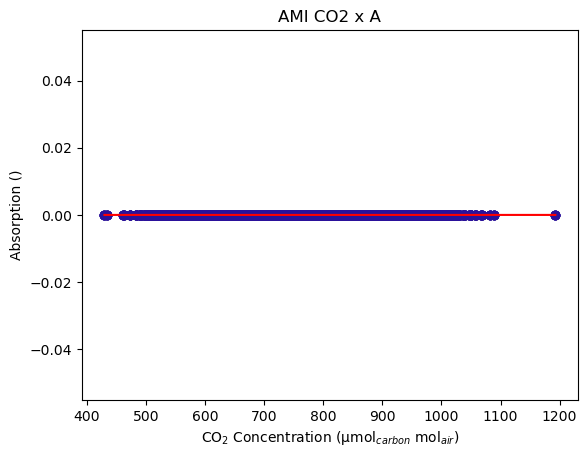 AMI CO2 x A
0.04
0.02
0.00
−0.02
−0.04
Absorption ()
400 500 600 700 800 900 1000 1100 1200
CO₂ Concentration (μmol_carbon mol_air)